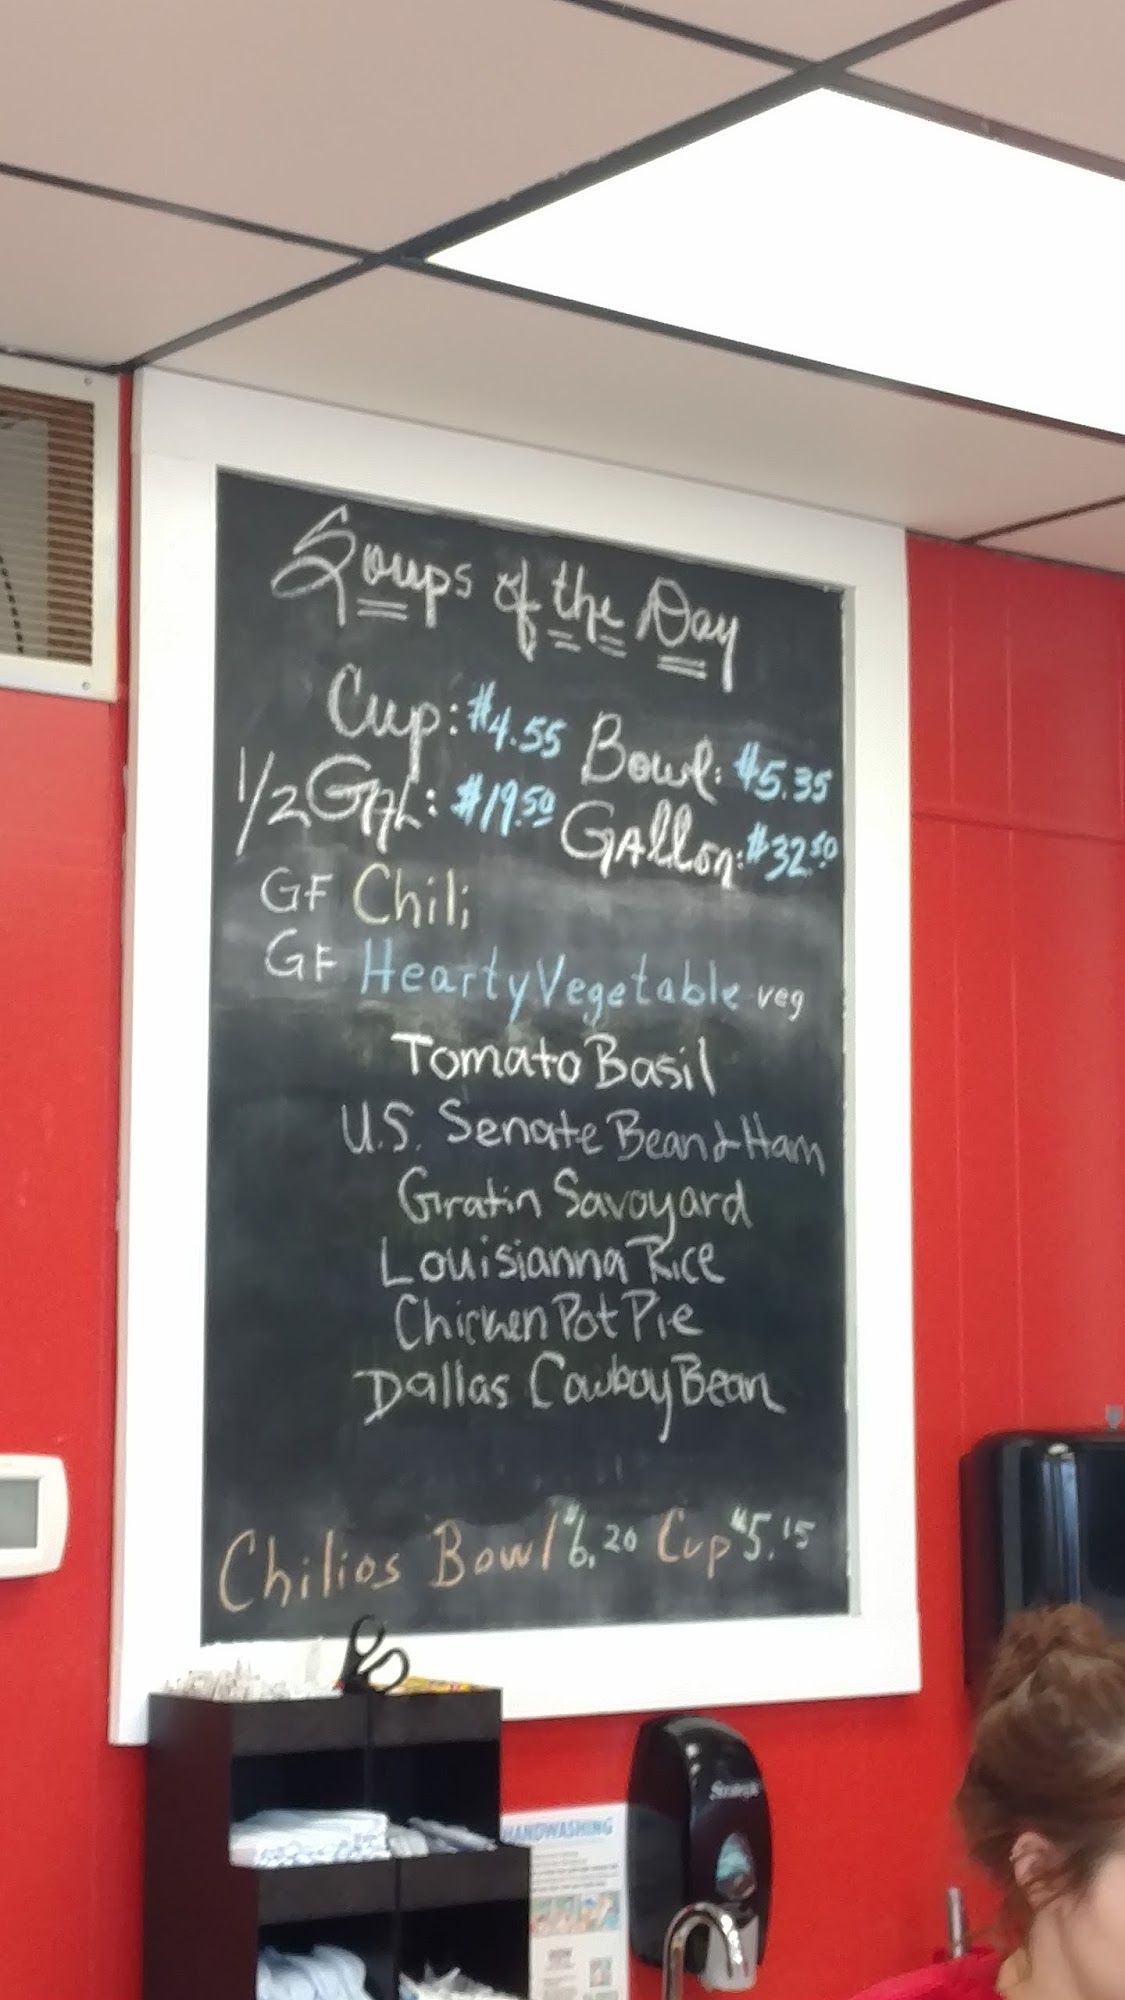 Soups of the Day
Cup: $4.55 Bowl: $5.35
1/2 GAL: $19.50 GAllon: $32.50
GF Chili
GF Hearty Vegetable veg
Tomato Basil
U.S. Senate Bean & Ham
Gratin Savoyard
Louisianna Rice
Chicken Pot Pie
Dallas Cowboy Bean
Chilios Bowl $6.20 Cup $5.15
HANDWASHING